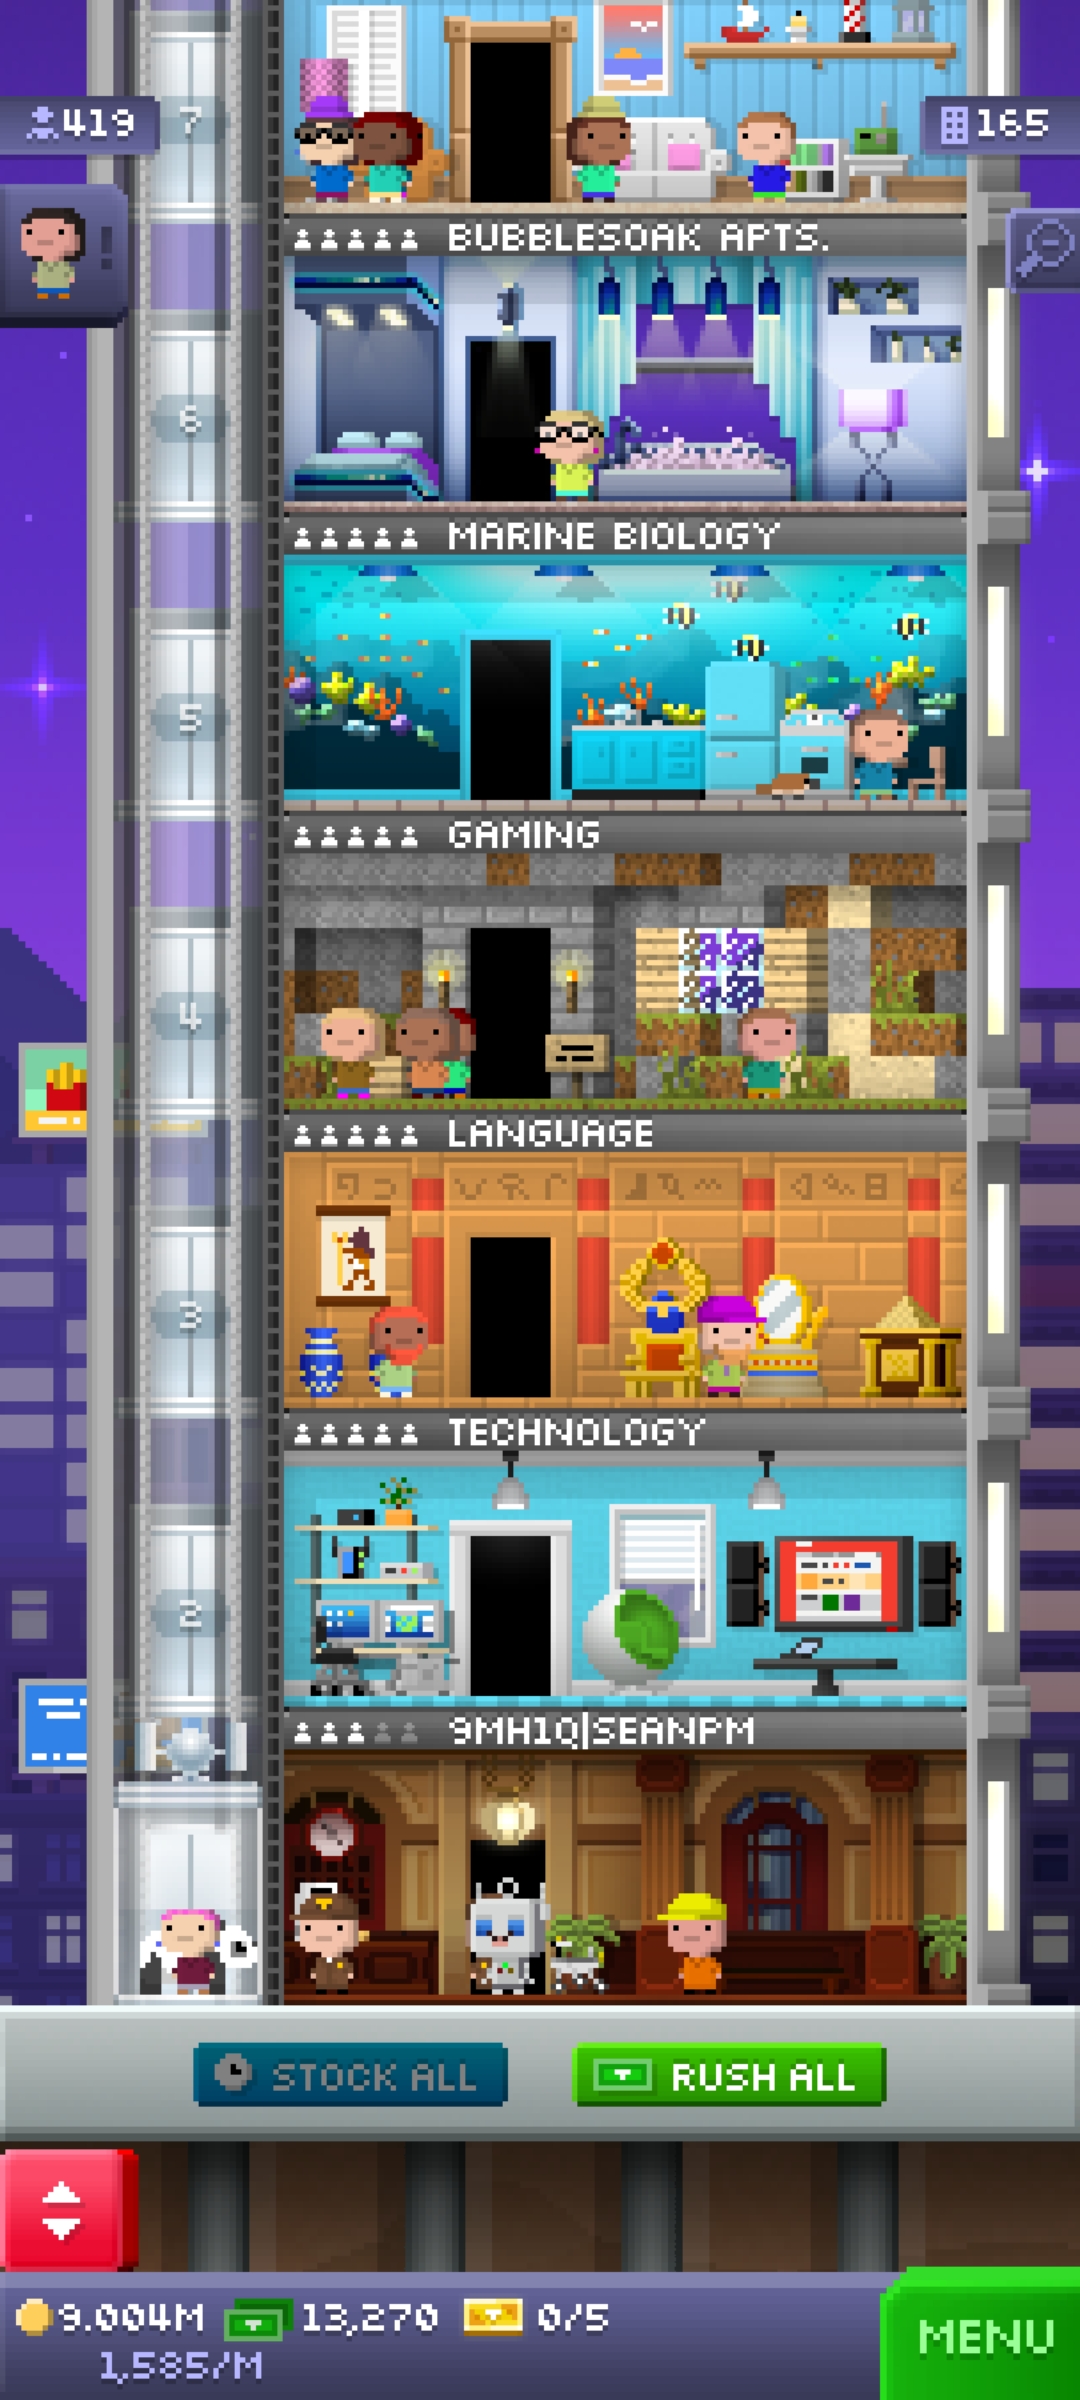 419
7
165
BUBBLESOAK APTS.
6
MARINE BIOLOGY
5
GAMING
4
LANGUAGE
3
TECHNOLOGY
2
9MH1Q|SEANPM
STOCK ALL
RUSH ALL
9.004M 13,270 0/5
1,585/M
MENU